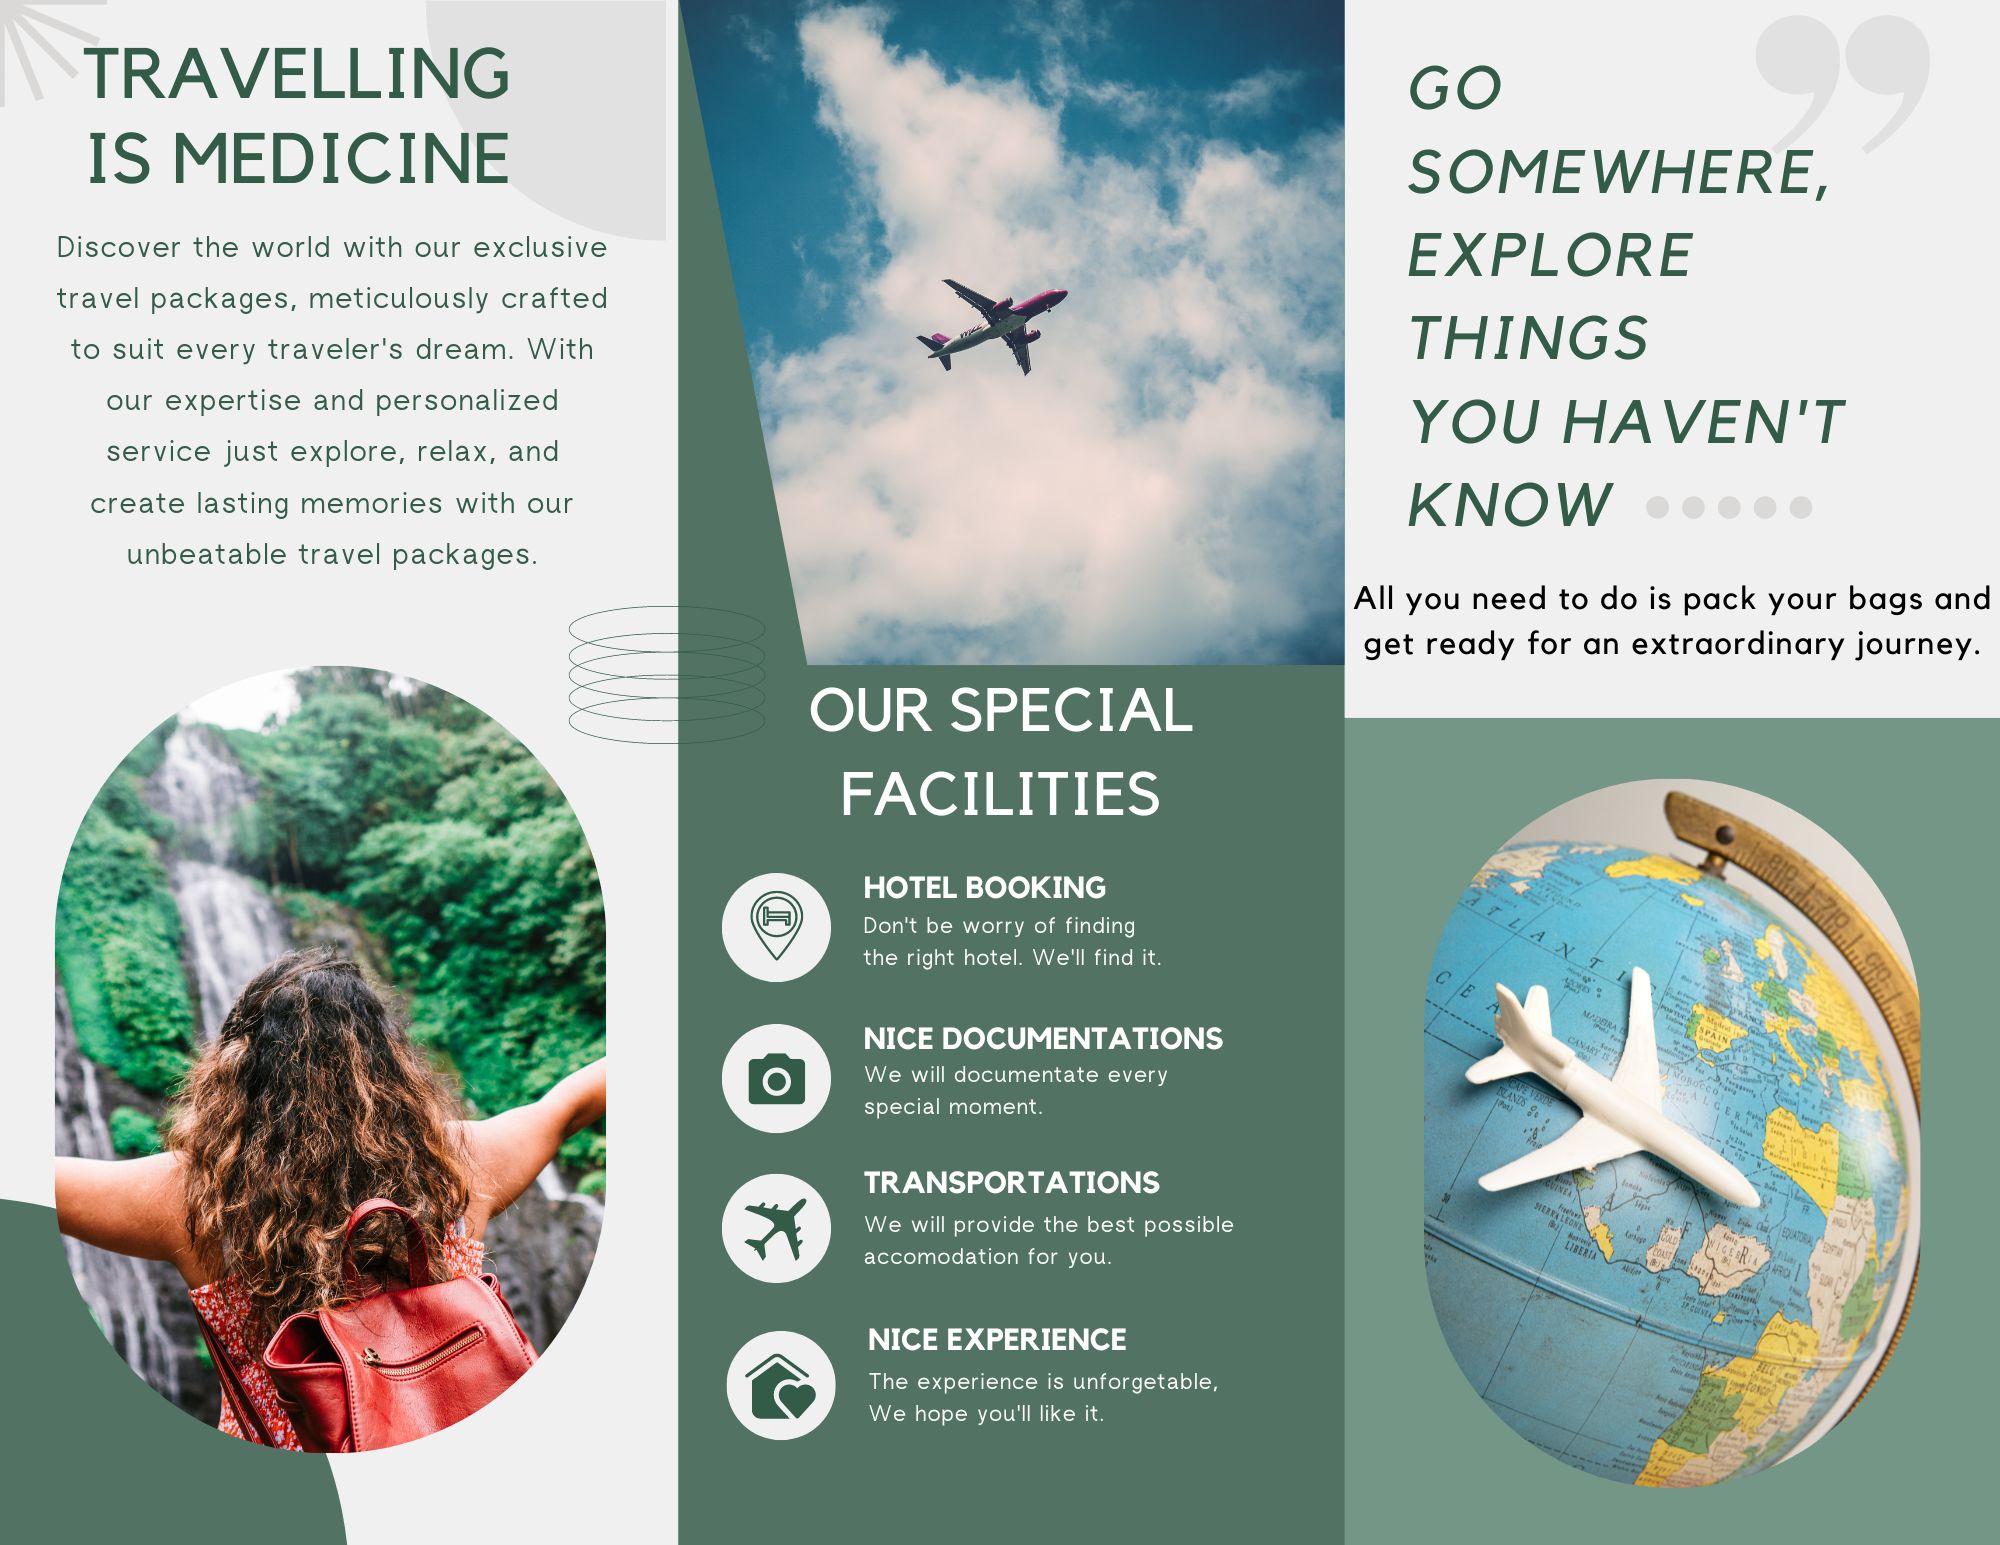 TRAVELLING
IS MEDICINE
Discover the world with our exclusive
travel packages, meticulously crafted
to suit every traveler's dream. With
our expertise and personalized
service just explore, relax, and
create lasting memories with our
unbeatable travel packages.
OUR SPECIAL
FACILITIES
HOTEL BOOKING
Don't be worry of finding
the right hotel. We'll find it.
NICE DOCUMENTATIONS
We will documentate every
special moment.
TRANSPORTATIONS
We will provide the best possible
accomodation for you.
NICE EXPERIENCE
The experience is unforgetable,
We hope you'll like it.
GO
SOMEWHERE,
EXPLORE
THINGS
YOU HAVEN'T
KNOW
All you need to do is pack your bags and
get ready for an extraordinary journey.
ATLANTI
CEA
SPAIN
LIBERIA